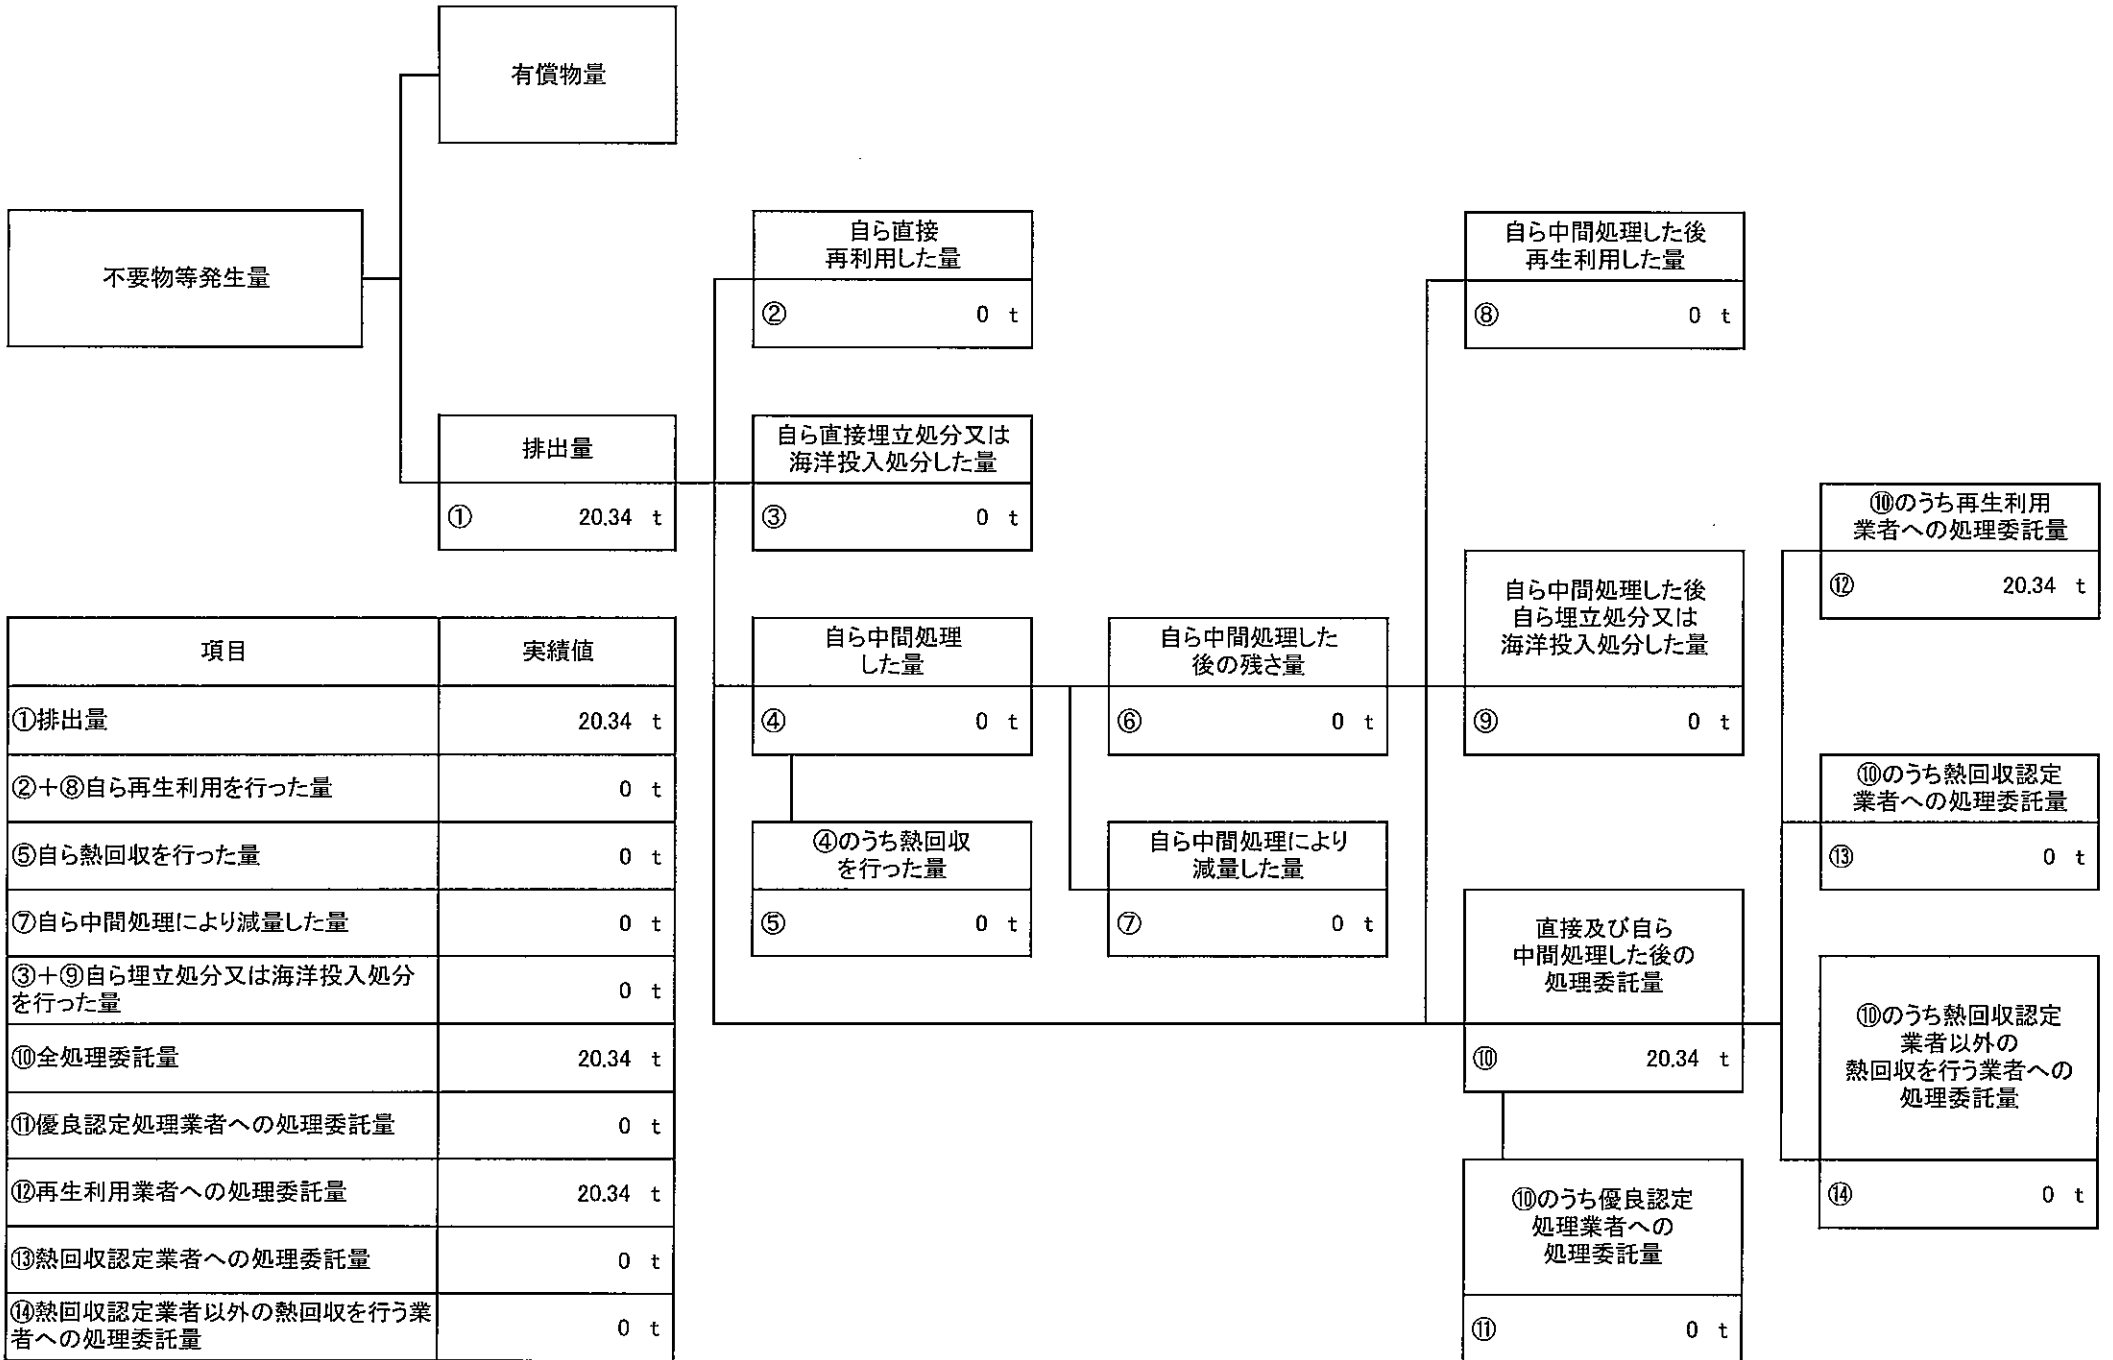 有償物量
不要物等発生量
自ら直接
再利用した量
② 0 t
自ら中間処理した後
再生利用した量
⑧ 0 t
排出量
① 20.34 t
自ら直接埋立処分又は
海洋投入処分した量
③ 0 t
⑩のうち再生利用
業者への処理委託量
⑫ 20.34 t
自ら中間処理
した量
④ 0 t
自ら中間処理した
後の残さ量
⑥ 0 t
自ら中間処理した後
自ら埋立処分又は
海洋投入処分した量
⑨ 0 t
⑩のうち熱回収認定
業者への処理委託量
⑬ 0 t
④のうち熱回収
を行った量
⑤ 0 t
自ら中間処理により
減量した量
⑦ 0 t
直接及び自ら
中間処理した後の
処理委託量
⑩ 20.34 t
⑩のうち熱回収認定
業者以外の
熱回収を行う業者への
処理委託量
⑭ 0 t
⑩のうち優良認定
処理業者への
処理委託量
⑪ 0 t
項目 実績値
①排出量 20.34 t
②+⑧自ら再生利用を行った量 0 t
⑤自ら熱回収を行った量 0 t
⑦自ら中間処理により減量した量 0 t
③+⑨自ら埋立処分又は海洋投入処分
を行った量 0 t
⑩全処理委託量 20.34 t
⑪優良認定処理業者への処理委託量 0 t
⑫再生利用業者への処理委託量 20.34 t
⑬熱回収認定業者への処理委託量 0 t
⑭熱回収認定業者以外の熱回収を行う業
者への処理委託量 0 t